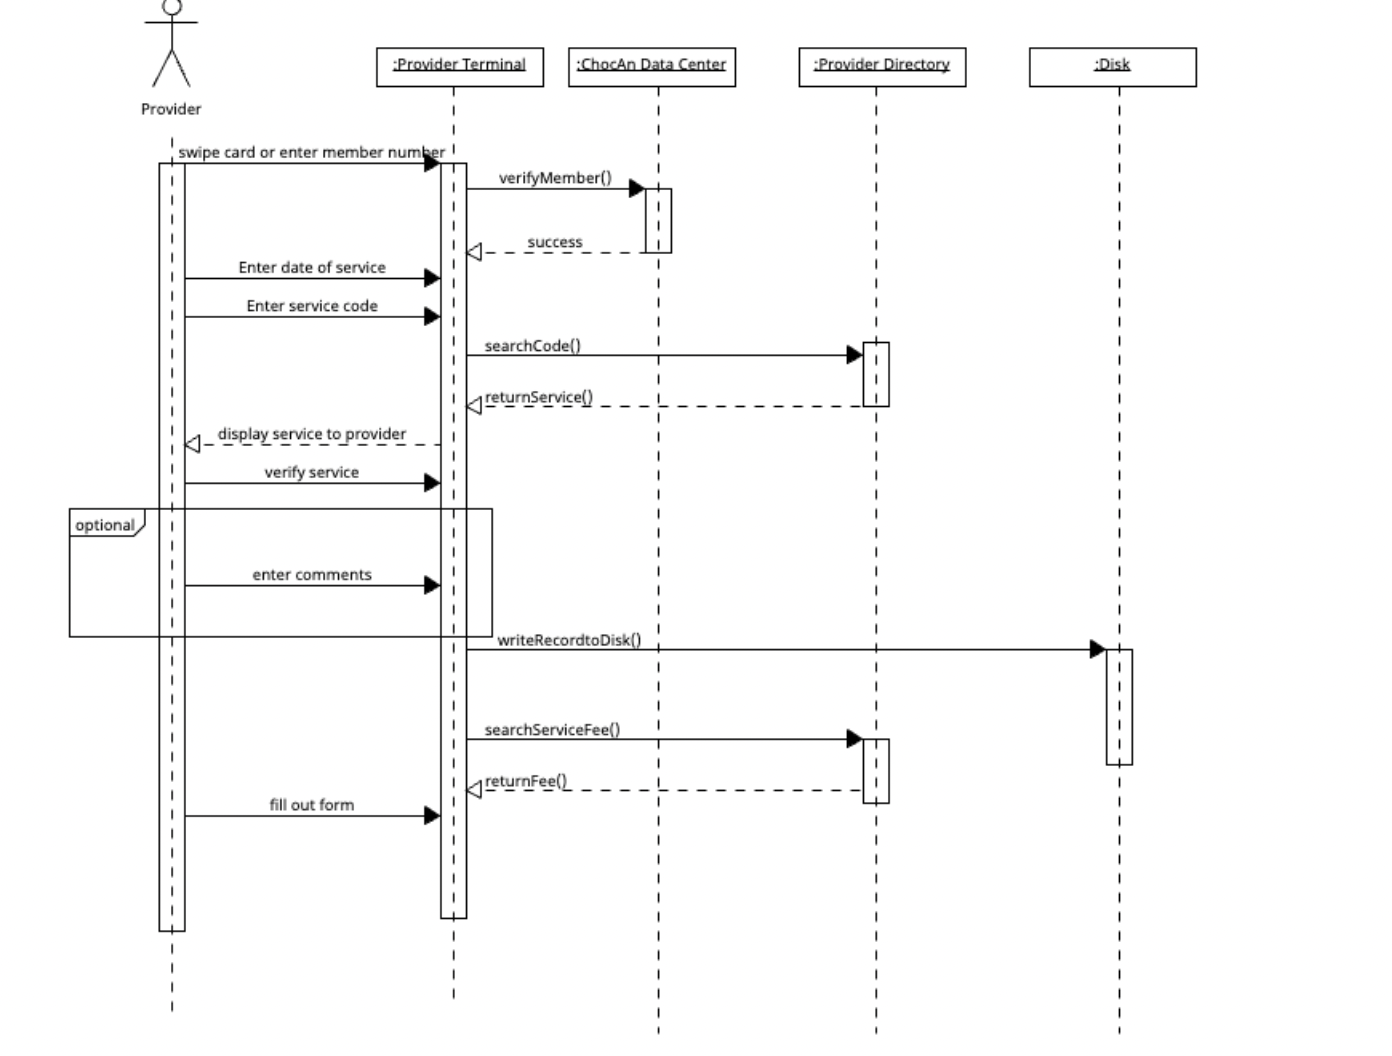 Provider
:Provider Terminal
:ChocAn Data Center
:Provider Directory
:Disk
swipe card or enter member number
verifyMember()
success
Enter date of service
Enter service code
searchCode()
returnService()
display service to provider
verify service
optional
enter comments
writeRecordtoDisk()
searchServiceFee()
returnFee()
fill out form